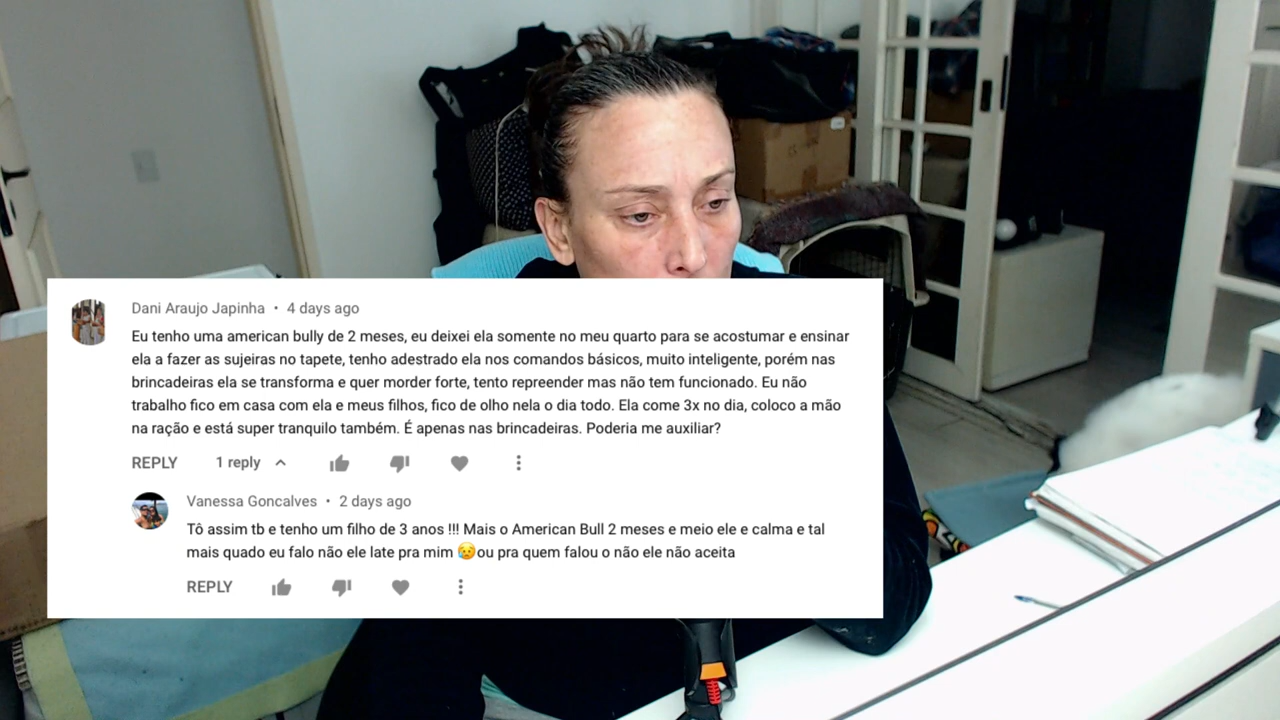 Dani Araujo Japinha • 4 days ago
Eu tenho uma american bully de 2 meses, eu deixei ela somente no meu quarto para se acostumar e ensinar
ela a fazer as sujeiras no tapete, tenho adestrado ela nos comandos básicos, muito inteligente, porém nas
brincadeiras ela se transforma e quer morder forte, tento repreender mas não tem funcionado. Eu não
trabalho fico em casa com ela e meus filhos, fico de olho nela o dia todo. Ela come 3x no dia, coloco a mão
na ração e está super tranquilo também. É apenas nas brincadeiras. Poderia me auxiliar?
REPLY 1 reply
Vanessa Goncalves • 2 days ago
Tô assim tb e tenho um filho de 3 anos !!! Mais o American Bull 2 meses e meio ele e calma e tal
mais quado eu falo não ele late pra mim 😥ou pra quem falou o não ele não aceita
REPLY